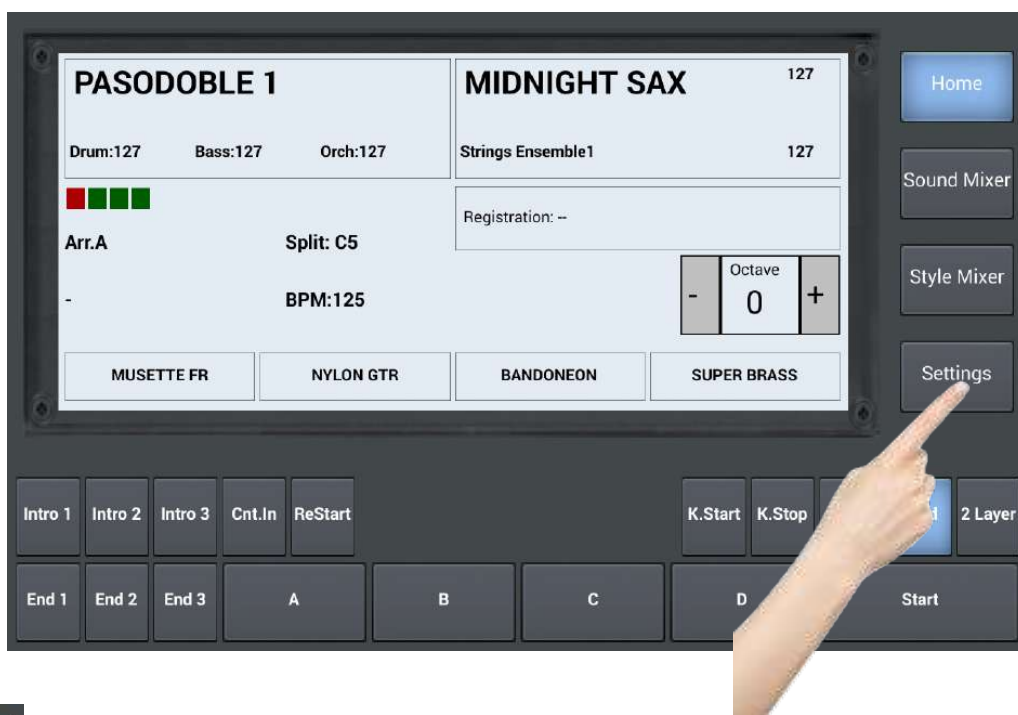 PASODOBLE 1
Drum:127 Bass:127 Orch:127
MIDNIGHT SAX 127
Strings Ensemble1 127
Arr.A
Split: C5
-
BPM:125
Registration: --
Octave
- 0 +
MUSETTE FR
NYLON GTR
BANDONEON
SUPER BRASS
Home
Sound Mixer
Style Mixer
Settings
Intro 1 Intro 2 Intro 3 Cnt.In ReStart K.Start K.Stop 2 Layer
End 1 End 2 End 3 A B C D Start